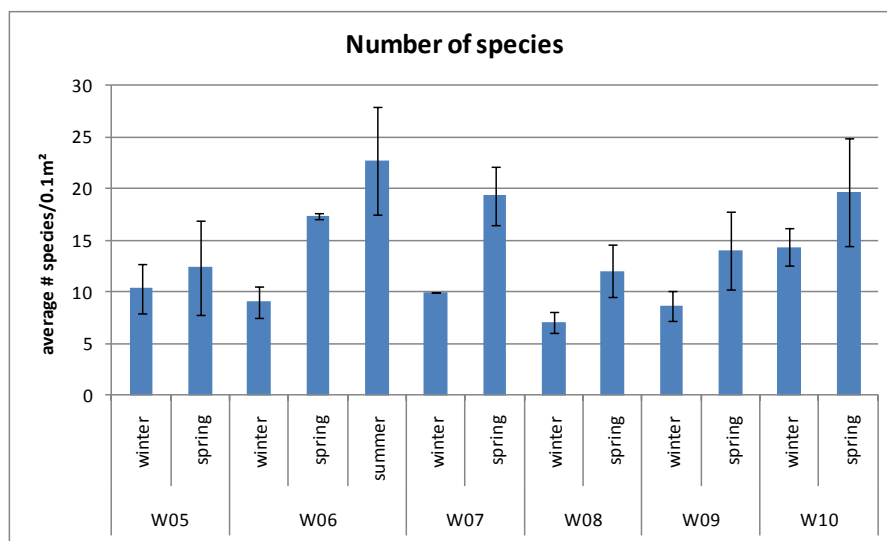 Number of species
average # species/0.1m²
30
25
20
15
10
5
0
winter
spring
winter
spring
summer
winter
spring
winter
spring
winter
spring
winter
spring
W05
W06
W07
W08
W09
W10